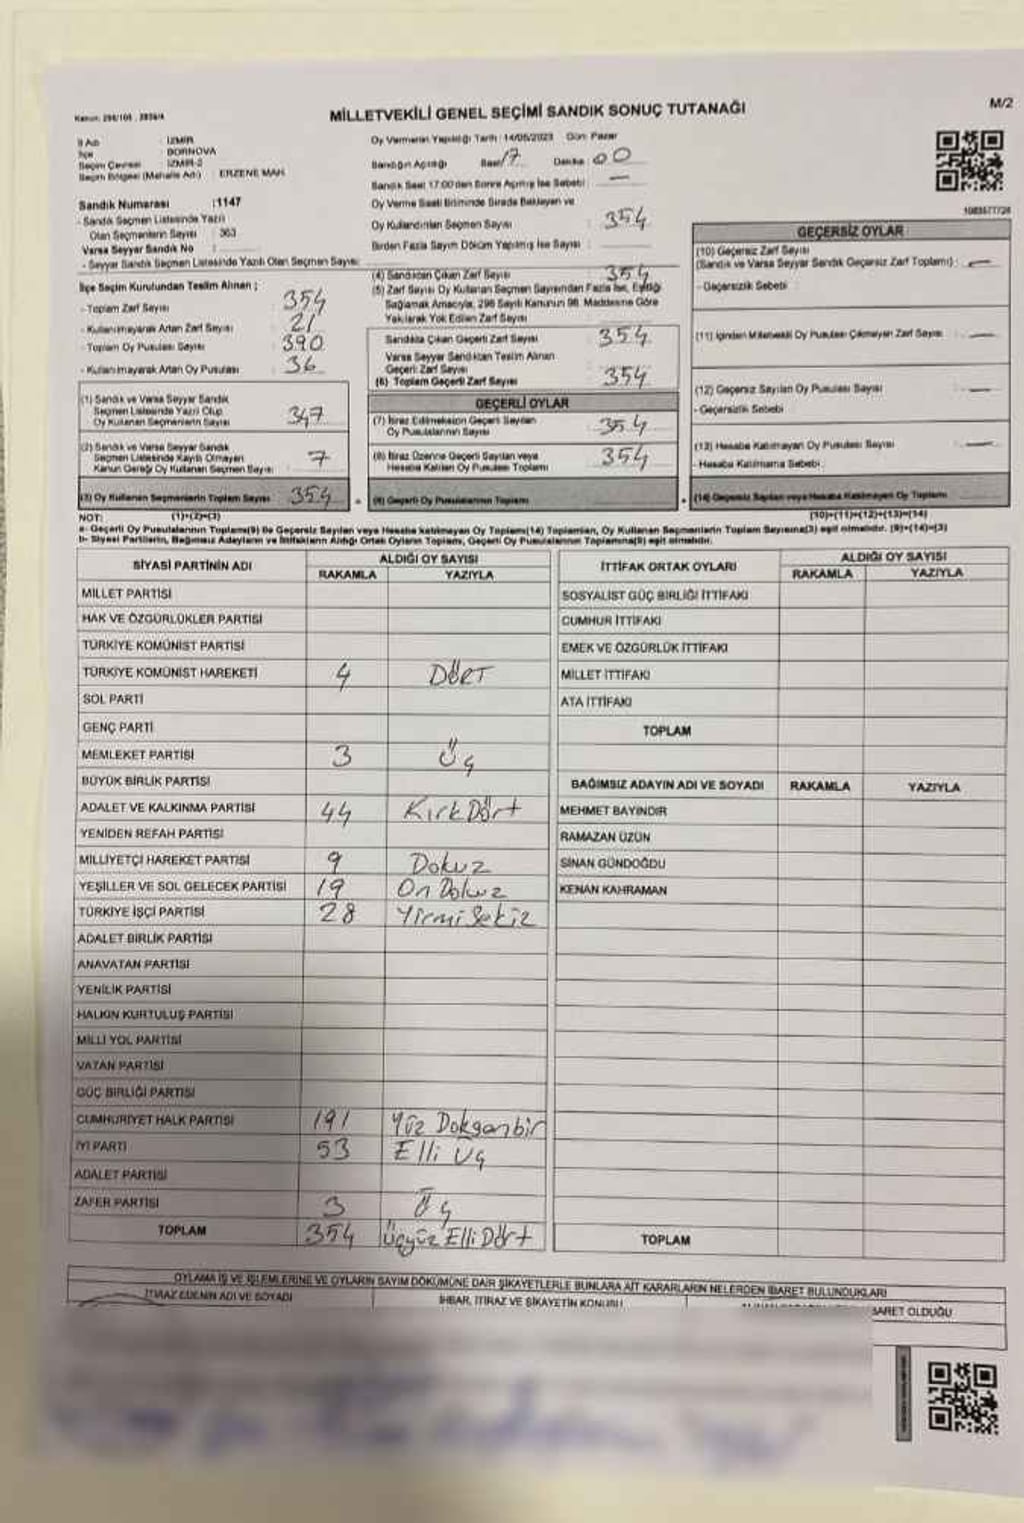 Kanun: 298/105 , 2839/4
MİLLETVEKİLİ GENEL SEÇİMİ SANDIK SONUÇ TUTANAĞI
M/2
İl Adı : İZMİR
İlçe : BORNOVA
Seçim Çevresi : İZMİR-2
Seçim Bölgesi (Mahalle Adı) : ERZENE MAH.
Sandık Numarası : 1147
- Sandık Seçmen Listesinde Yazılı
Olan Seçmenlerin Sayısı : 363
Varsa Seyyar Sandık No :
- Seyyar Sandık Seçmen Listesinde Yazılı Olan Seçmen Sayısı:
İlçe Seçim Kurulundan Teslim Alınan ;
- Toplam Zarf Sayısı : 354
- Kullanılmayarak Artan Zarf Sayısı : 21
- Toplam Oy Pusulası Sayısı : 390
- Kullanılmayarak Artan Oy Pusulası : 36
(1) Sandık ve Varsa Seyyar Sandık
Seçmen Listesinde Yazılı Olup
Oy Kullanan Seçmenlerin Sayısı : 347
(2) Sandık ve Varsa Seyyar Sandık
Seçmen Listesinde Kayıtlı Olmayan
Kanun Gereği Oy Kullanan Seçmen Sayısı : 7
(3) Oy Kullanan Seçmenlerin Toplam Sayısı 354
Oy Vermenin Yapıldığı Tarih : 14/05/2023 Gün: Pazar
Sandığın Açıldığı Saat 17 Dakika : 00
Sandık Saat 17:00'den Sonra Açılmış İse Sebebi : —
Oy Verme Saati Bitiminde Sırada Bekleyen ve
Oy Kullandırılan Seçmen Sayısı : 354
Birden Fazla Sayım Döküm Yapılmış İse Sayısı :
(4) Sandıktan Çıkan Zarf Sayısı : 354
(5) Zarf Sayısı Oy Kullanan Seçmen Sayısından Fazla İse, Eşitliği
Sağlamak Amacıyla, 298 Sayılı Kanunun 98. Maddesine Göre
Yakılarak Yok Edilen Zarf Sayısı
Sandıkta Çıkan Geçerli Zarf Sayısı : 354
Varsa Seyyar Sandıktan Teslim Alınan
Geçerli Zarf Sayısı
(6) Toplam Geçerli Zarf Sayısı : 354
GEÇERLİ OYLAR
(7) İtiraz Edilmeksizin Geçerli Sayılan
Oy Pusulalarının Sayısı : 354
(8) İtiraz Üzerine Geçerli Sayılan veya
Hesaba Katılan Oy Pusulası Toplamı : 354
(9) Geçerli Oy Pusulalarının Toplamı
1083577726
GEÇERSİZ OYLAR
(10) Geçersiz Zarf Sayısı
(Sandık ve Varsa Seyyar Sandık Geçersiz Zarf Toplamı) : —
- Geçersizlik Sebebi :
(11) İçinden Milletvekili Oy Pusulası Çıkmayan Zarf Sayısı : —
(12) Geçersiz Sayılan Oy Pusulası Sayısı : —
- Geçersizlik Sebebi
(13) Hesaba Katılmayan Oy Pusulası Sayısı : —
- Hesaba Katılmama Sebebi :
(14) Geçersiz Sayılan veya Hesaba Katılmayan Oy Toplamı
NOT: (1)+(2)=(3) (10)+(11)+(12)+(13)=(14)
a- Geçerli Oy Pusulalarının Toplamı(9) ile Geçersiz Sayılan veya Hesaba katılmayan Oy Toplamı(14) Toplamları, Oy Kullanan Seçmenlerin Toplam Sayısına(3) eşit olmalıdır. (9)+(14)=(3)
b- Siyasi Partilerin, Bağımsız Adayların ve İttifakların Aldığı Ortak Oyların Toplamı, Geçerli Oy Pusulalarının Toplamına(9) eşit olmalıdır.
SİYASİ PARTİNİN ADI ALDIĞI OY SAYISI
RAKAMLA YAZIYLA
MİLLET PARTİSİ
HAK VE ÖZGÜRLÜKLER PARTİSİ
TÜRKİYE KOMÜNİST PARTİSİ
TÜRKİYE KOMÜNİST HAREKETİ 4 DÖRT
SOL PARTİ
GENÇ PARTİ
MEMLEKET PARTİSİ 3 Üç
BÜYÜK BİRLİK PARTİSİ
ADALET VE KALKINMA PARTİSİ 44 Kırk Dört
YENİDEN REFAH PARTİSİ
MİLLİYETÇİ HAREKET PARTİSİ 9 Dokuz
YEŞİLLER VE SOL GELECEK PARTİSİ 19 On Dokuz
TÜRKİYE İŞÇİ PARTİSİ 28 Yirmi Sekiz
ADALET BİRLİK PARTİSİ
ANAVATAN PARTİSİ
YENİLİK PARTİSİ
HALKIN KURTULUŞ PARTİSİ
MİLLİ YOL PARTİSİ
VATAN PARTİSİ
GÜÇ BİRLİĞİ PARTİSİ
CUMHURİYET HALK PARTİSİ 191 Yüz Doksanbir
İYİ PARTİ 53 Elli Üç
ADALET PARTİSİ
ZAFER PARTİSİ 3 Üç
TOPLAM 354 Üçyüz Elli Dört
İTTİFAK ORTAK OYLARI ALDIĞI OY SAYISI
RAKAMLA YAZIYLA
SOSYALİST GÜÇ BİRLİĞİ İTTİFAKI
CUMHUR İTTİFAKI
EMEK VE ÖZGÜRLÜK İTTİFAKI
MİLLET İTTİFAKI
ATA İTTİFAKI
TOPLAM
BAĞIMSIZ ADAYIN ADI VE SOYADI RAKAMLA YAZIYLA
MEHMET BAYINDIR
RAMAZAN ÜZÜN
SİNAN GÜNDOĞDU
KENAN KAHRAMAN
TOPLAM
OYLAMA İŞ VE İŞLEMLERİNE VE OYLARIN SAYIM DÖKÜMÜNE DAİR ŞİKAYETLERLE BUNLARA AİT KARARLARIN NELERDEN İBARET BULUNDUKLARI
İTİRAZ EDENİN ADI VE SOYADI
İHBAR, İTİRAZ VE ŞİKAYETİN KONUSU
İBARET OLDUĞU